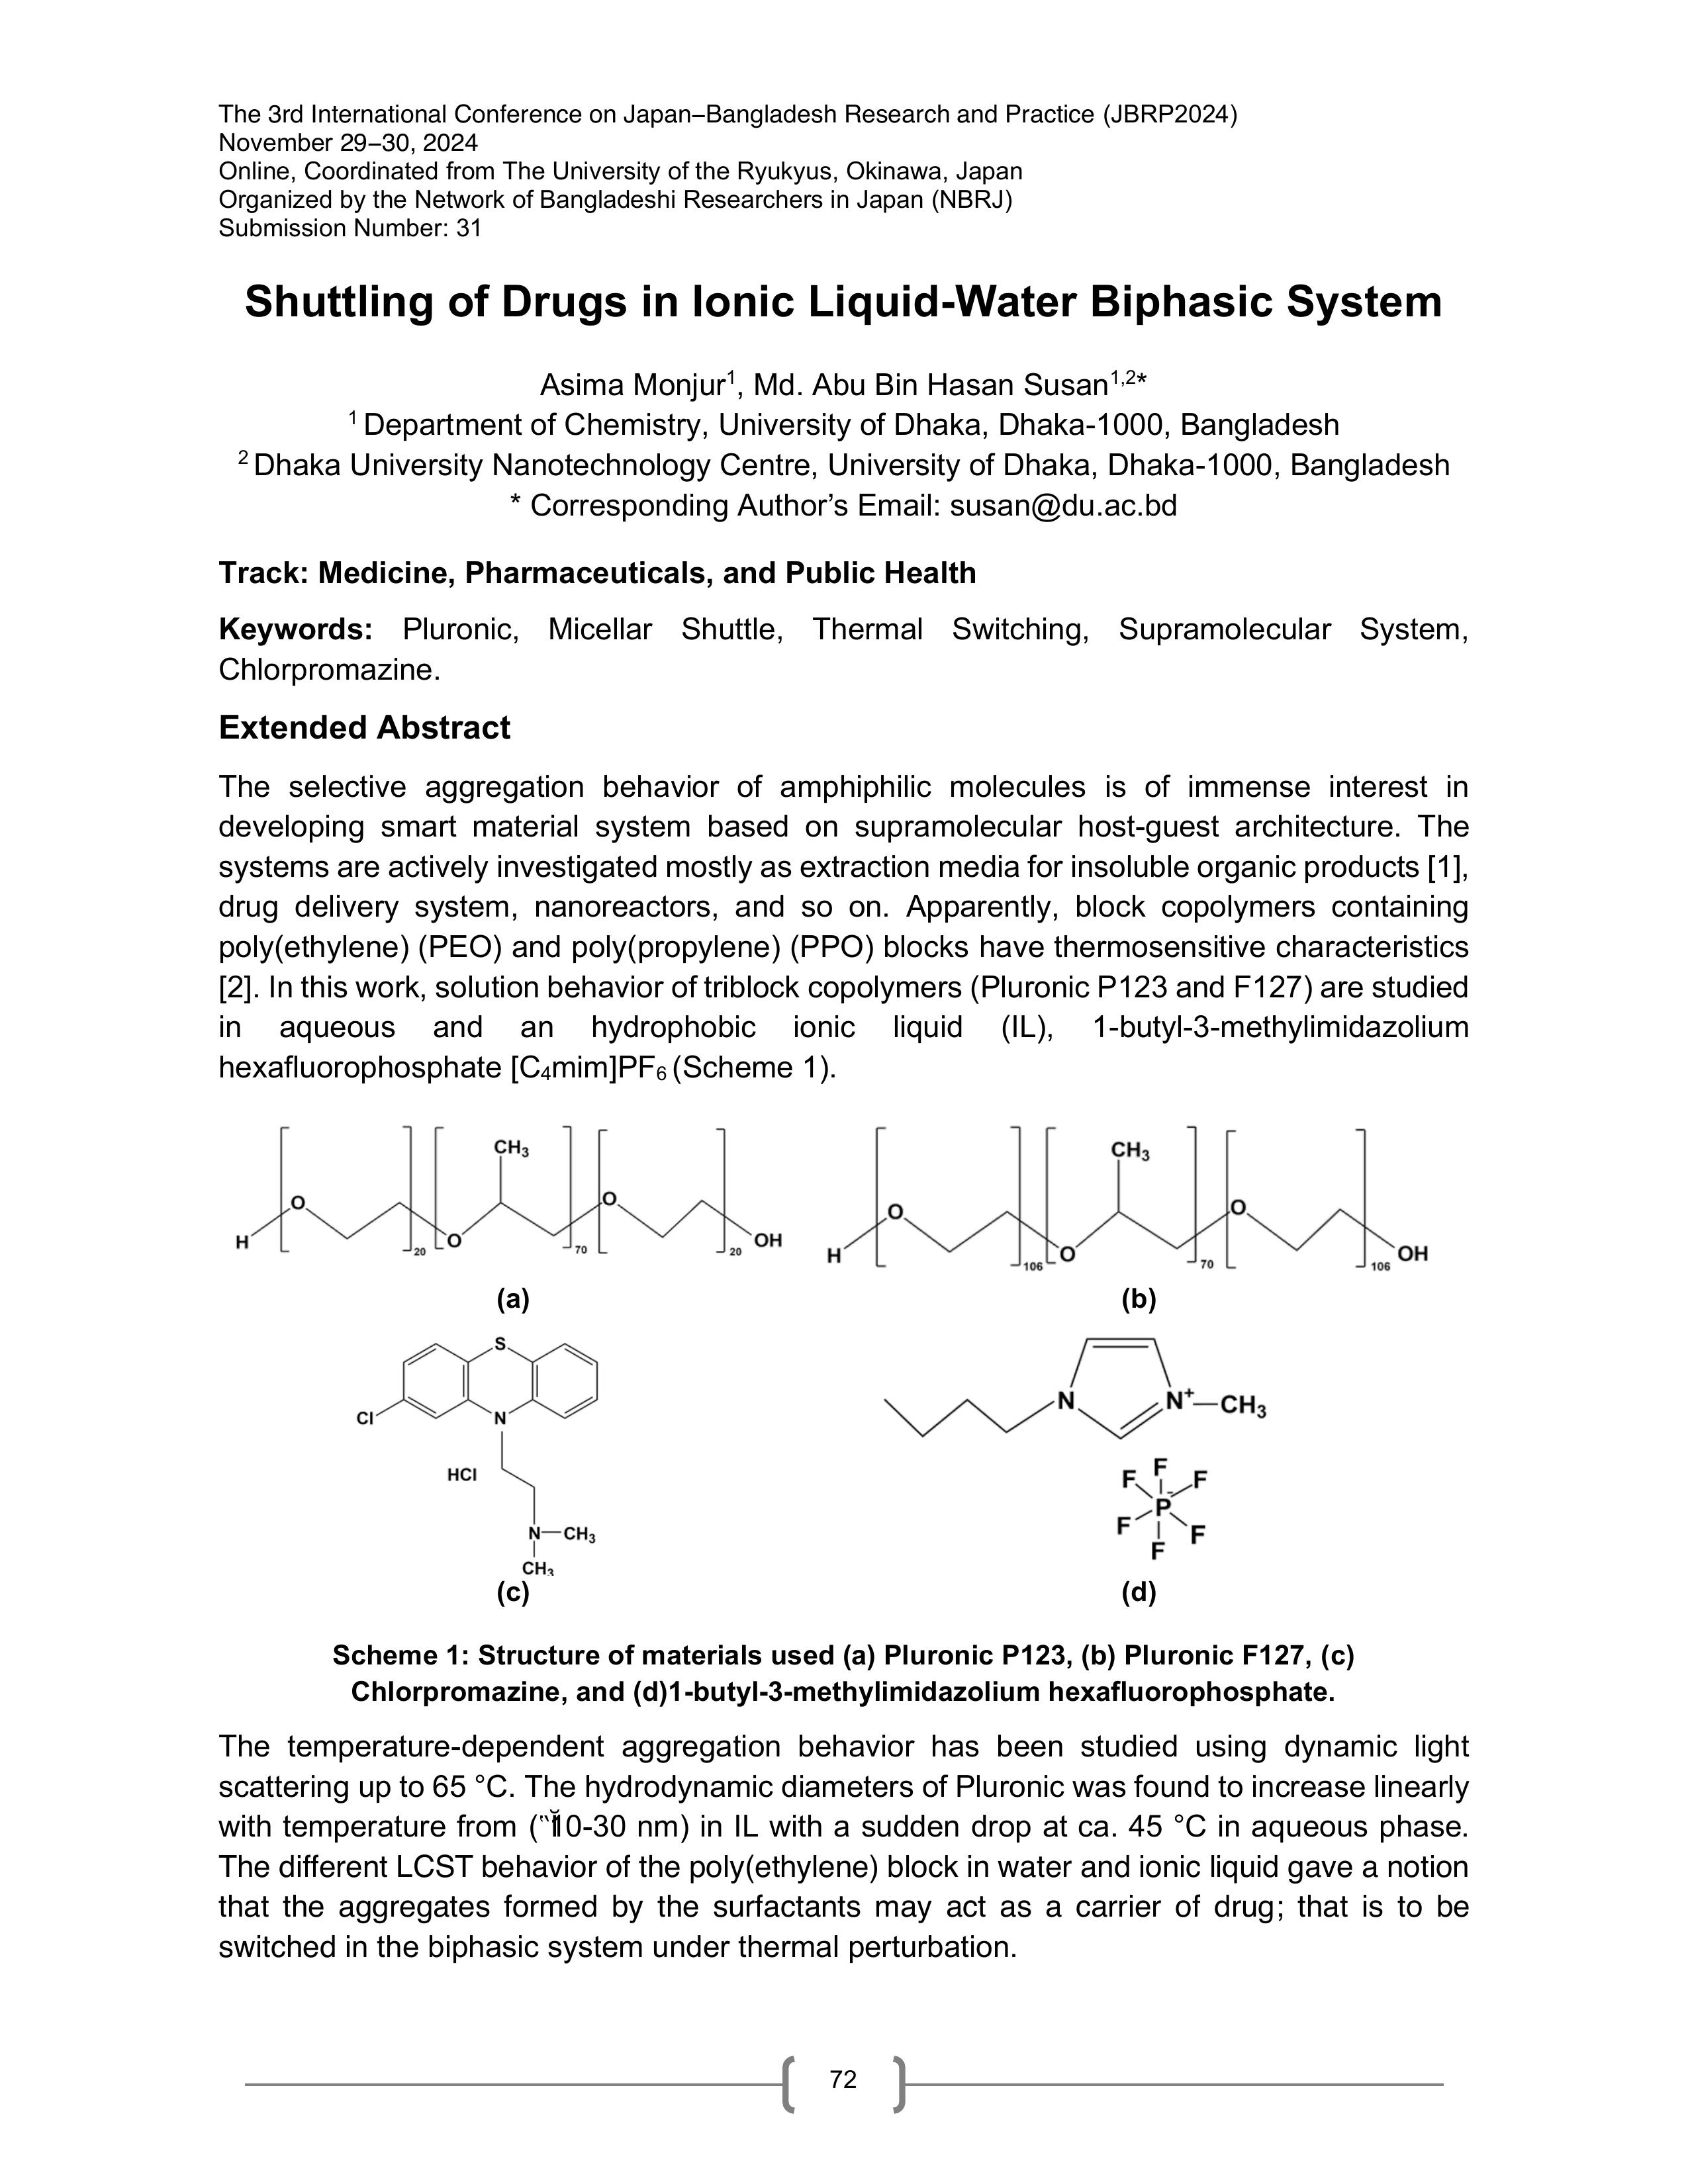 The 3rd International Conference on Japan–Bangladesh Research and Practice (JBRP2024)
November 29–30, 2024
Online, Coordinated from The University of the Ryukyus, Okinawa, Japan
Organized by the Network of Bangladeshi Researchers in Japan (NBRJ)
Submission Number: 31
Shuttling of Drugs in Ionic Liquid-Water Biphasic System
Asima Monjur1, Md. Abu Bin Hasan Susan1,2*
1 Department of Chemistry, University of Dhaka, Dhaka-1000, Bangladesh
2 Dhaka University Nanotechnology Centre, University of Dhaka, Dhaka-1000, Bangladesh
* Corresponding Author’s Email: susan@du.ac.bd
Track: Medicine, Pharmaceuticals, and Public Health
Keywords: Pluronic, Micellar Shuttle, Thermal Switching, Supramolecular System,
Chlorpromazine.
Extended Abstract
The selective aggregation behavior of amphiphilic molecules is of immense interest in
developing smart material system based on supramolecular host-guest architecture. The
systems are actively investigated mostly as extraction media for insoluble organic products [1],
drug delivery system, nanoreactors, and so on. Apparently, block copolymers containing
poly(ethylene) (PEO) and poly(propylene) (PPO) blocks have thermosensitive characteristics
[2]. In this work, solution behavior of triblock copolymers (Pluronic P123 and F127) are studied
in aqueous and an hydrophobic ionic liquid (IL), 1-butyl-3-methylimidazolium
hexafluorophosphate [C4mim]PF6 (Scheme 1).
H O 20 O CH3 70 O 20 OH
H O 106 O CH3 70 O 106 OH
(a)
(b)
S
Cl
N
HCl
N CH3
CH3
N N+ CH3
F F F
P-
F F
F
(c)
(d)
Scheme 1: Structure of materials used (a) Pluronic P123, (b) Pluronic F127, (c)
Chlorpromazine, and (d)1-butyl-3-methylimidazolium hexafluorophosphate.
The temperature-dependent aggregation behavior has been studied using dynamic light
scattering up to 65 °C. The hydrodynamic diameters of Pluronic was found to increase linearly
with temperature from (10-30 nm) in IL with a sudden drop at ca. 45 °C in aqueous phase.
The different LCST behavior of the poly(ethylene) block in water and ionic liquid gave a notion
that the aggregates formed by the surfactants may act as a carrier of drug; that is to be
switched in the biphasic system under thermal perturbation.
72